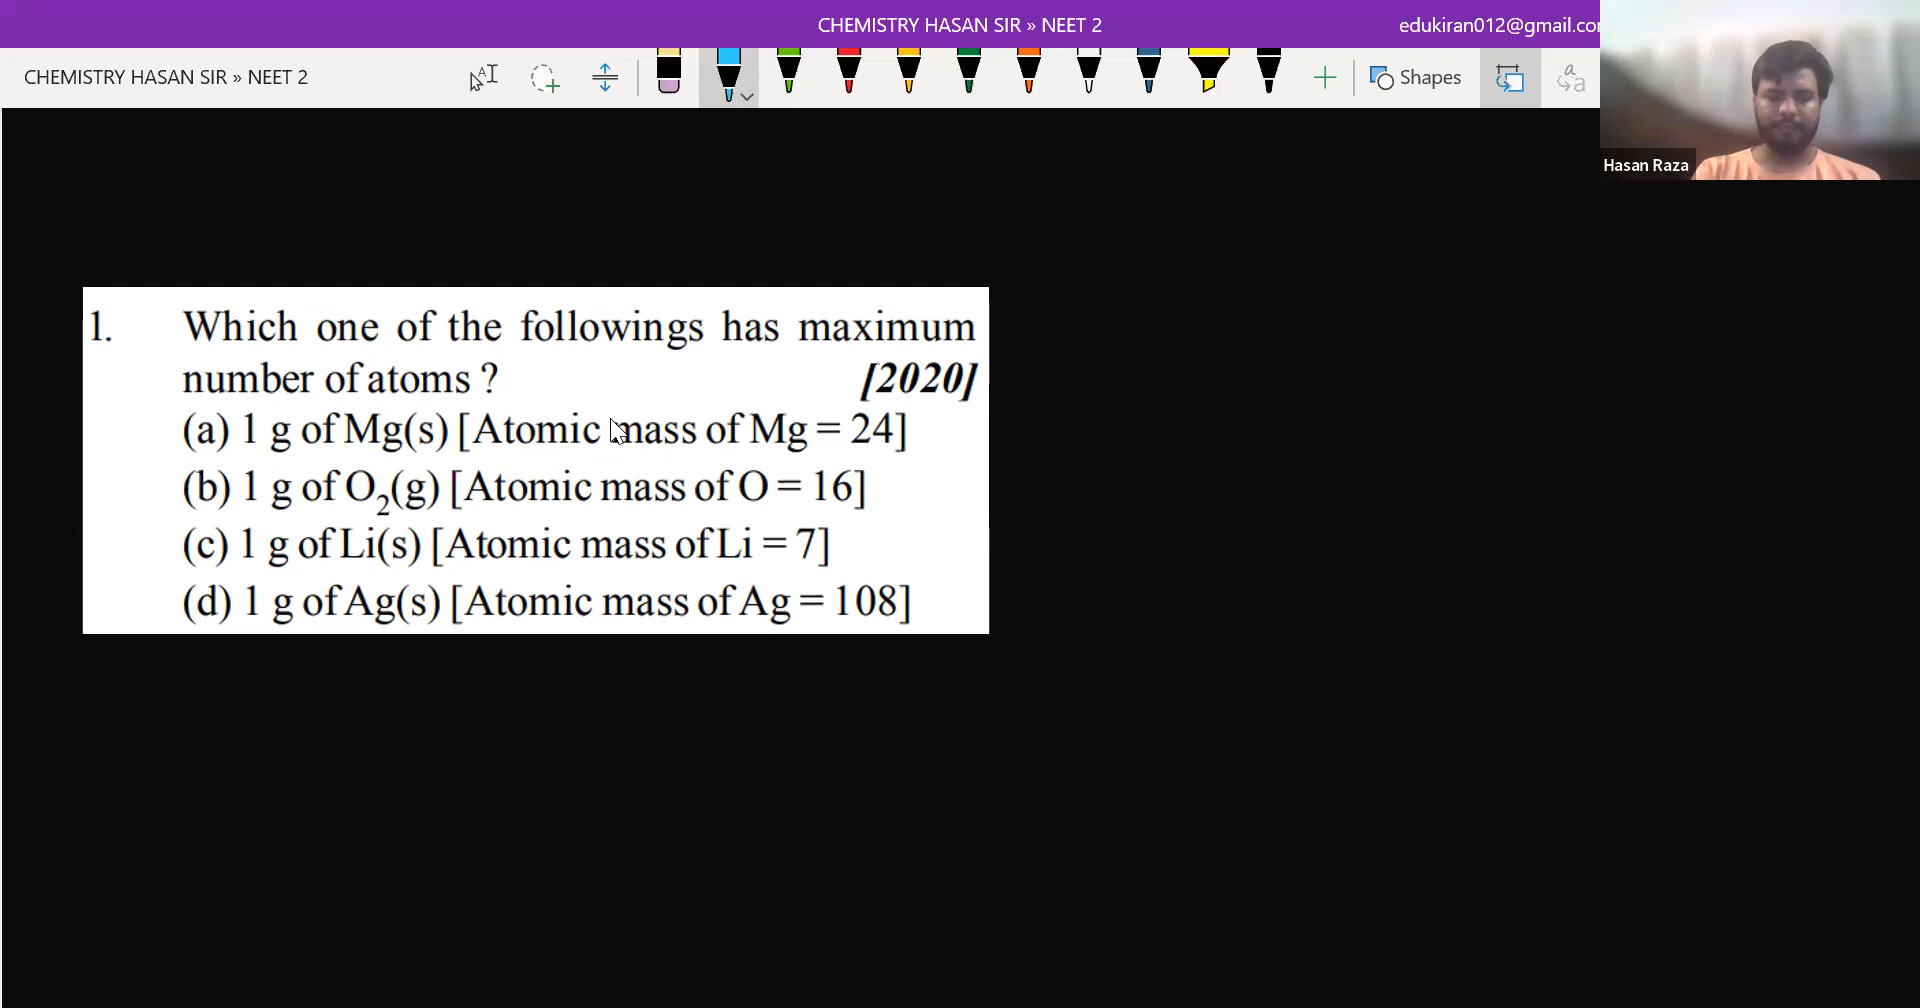 CHEMISTRY HASAN SIR » NEET 2
edukiran012@gmail.co
CHEMISTRY HASAN SIR » NEET 2
Shapes
Hasan Raza
1. Which one of the followings has maximum
number of atoms ? [2020]
(a) 1 g of Mg(s) [Atomic mass of Mg = 24]
(b) 1 g of O₂(g) [Atomic mass of O = 16]
(c) 1 g of Li(s) [Atomic mass of Li = 7]
(d) 1 g of Ag(s) [Atomic mass of Ag = 108]